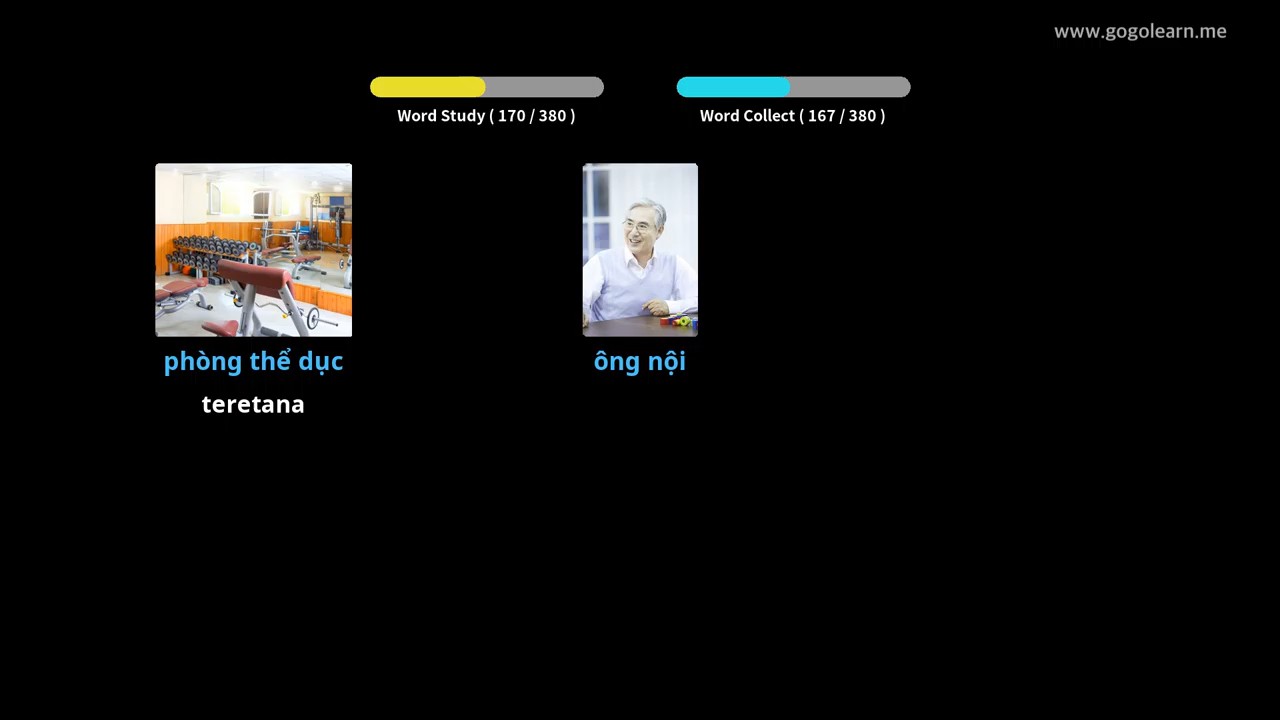 www.gogolearn.me
Word Study ( 170 / 380 )
Word Collect ( 167 / 380 )
phòng thể dục
teretana
ông nội